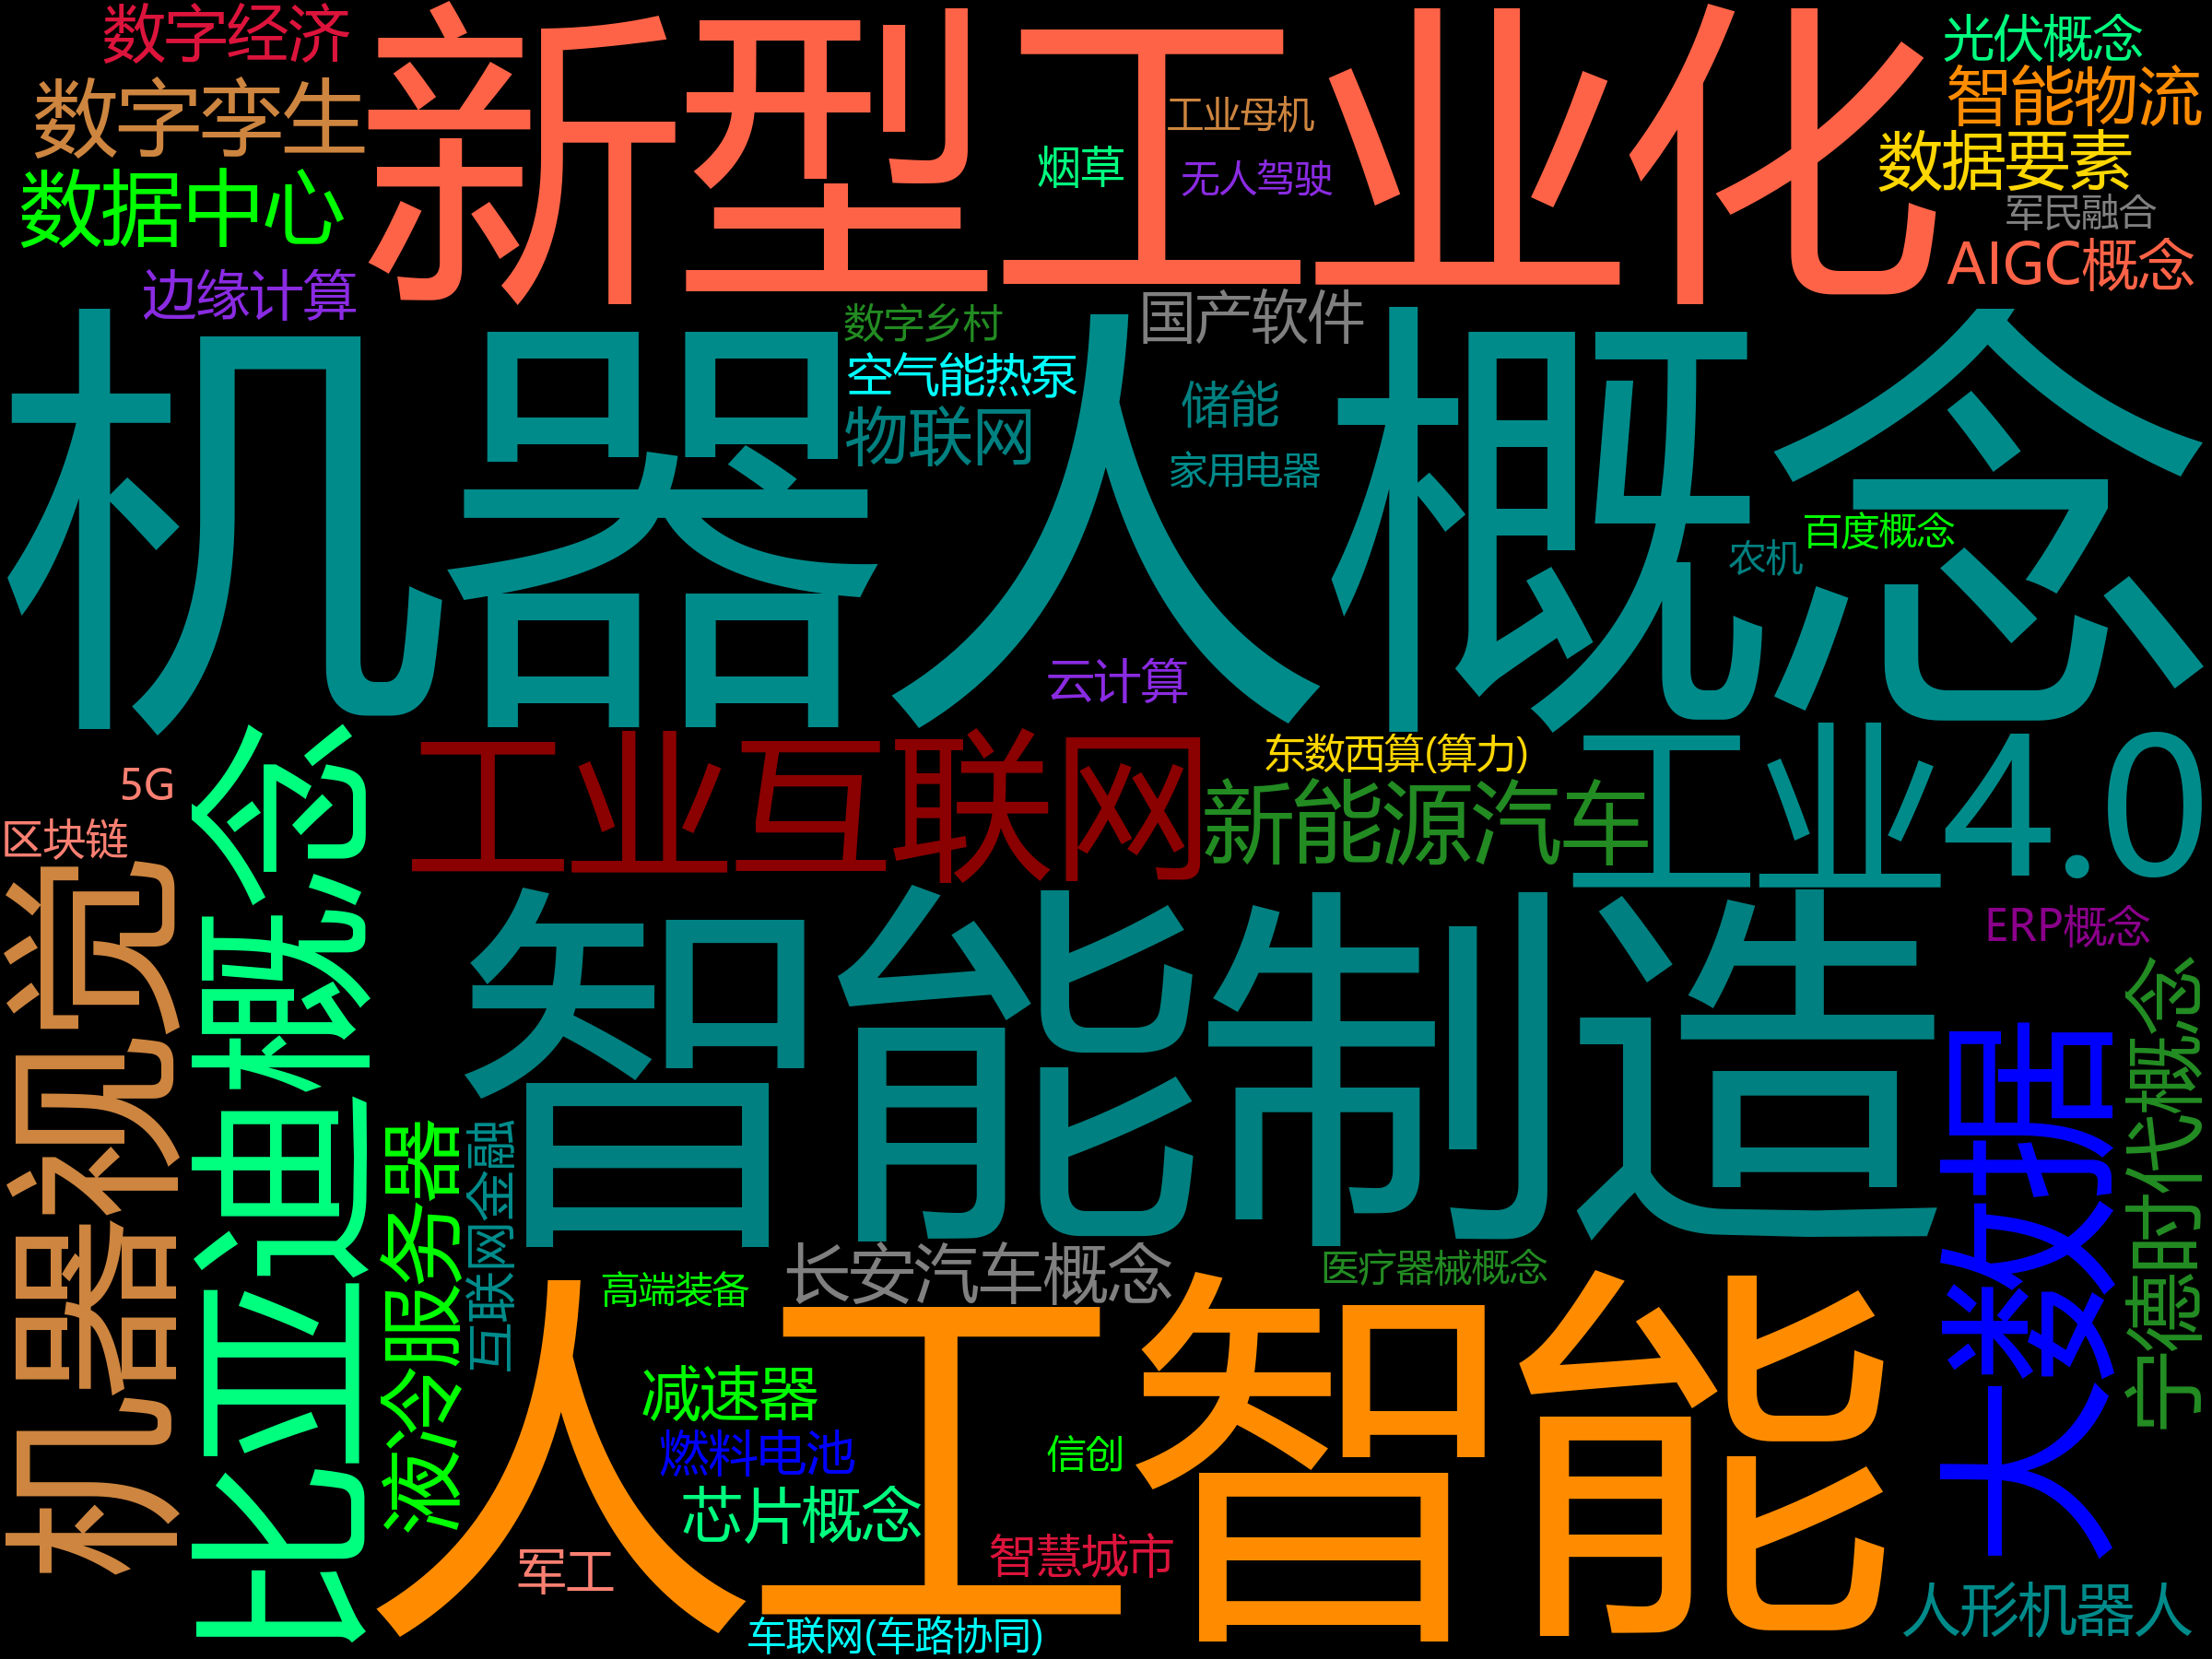 数字经济
新型工业化
光伏概念
智能物流
数字孪生
工业母机
数据要素
烟草
无人驾驶
数据中心
军民融合
AIGC概念
边缘计算
数字乡村
国产软件
空气能热泵
储能
物联网
家用电器
机器人概念
百度概念
农机
云计算
工业互联网
东数西算(算力)
工业4.0
5G
新能源汽车
区块链
比亚迪概念
机器视觉
智能制造
ERP概念
宁德时代概念
大数据
液冷服务器
互联网金融
长安汽车概念
医疗器械概念
高端装备
人工智能
减速器
燃料电池
信创
芯片概念
智慧城市
军工
人形机器人
车联网(车路协同)